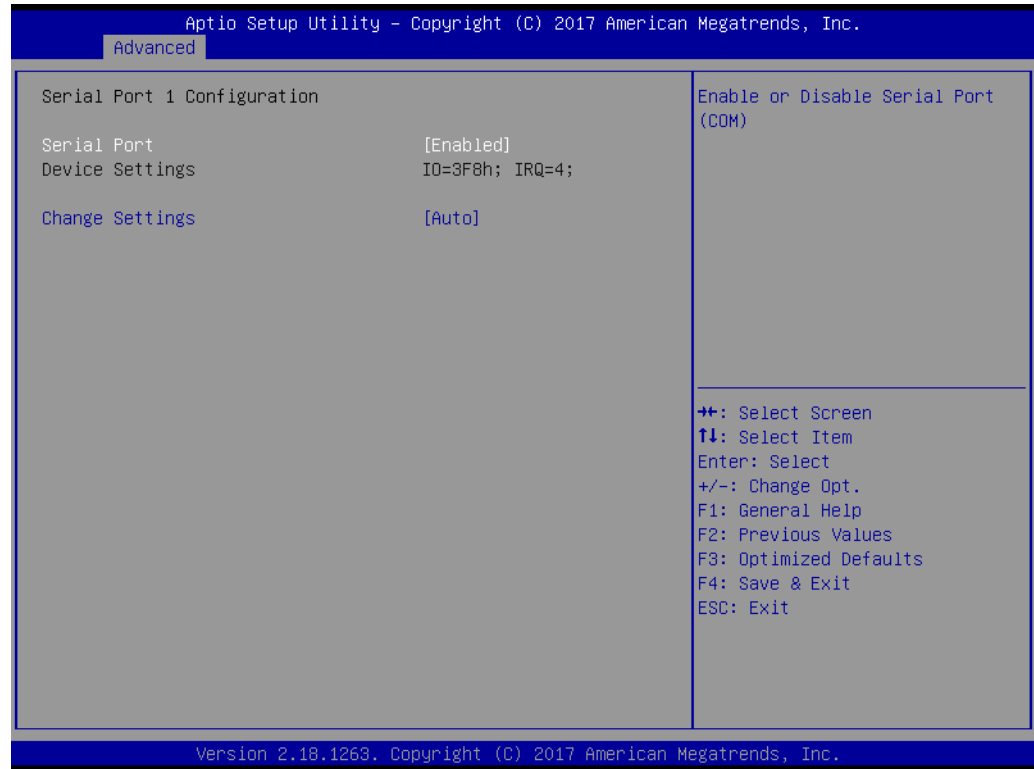 Aptio Setup Utility – Copyright (C) 2017 American Megatrends, Inc.
Advanced
Serial Port 1 Configuration
Serial Port [Enabled]
Device Settings IO=3F8h; IRQ=4;
Change Settings [Auto]
Enable or Disable Serial Port
(COM)
→←: Select Screen
↑↓: Select Item
Enter: Select
+/-: Change Opt.
F1: General Help
F2: Previous Values
F3: Optimized Defaults
F4: Save & Exit
ESC: Exit
Version 2.18.1263. Copyright (C) 2017 American Megatrends, Inc.